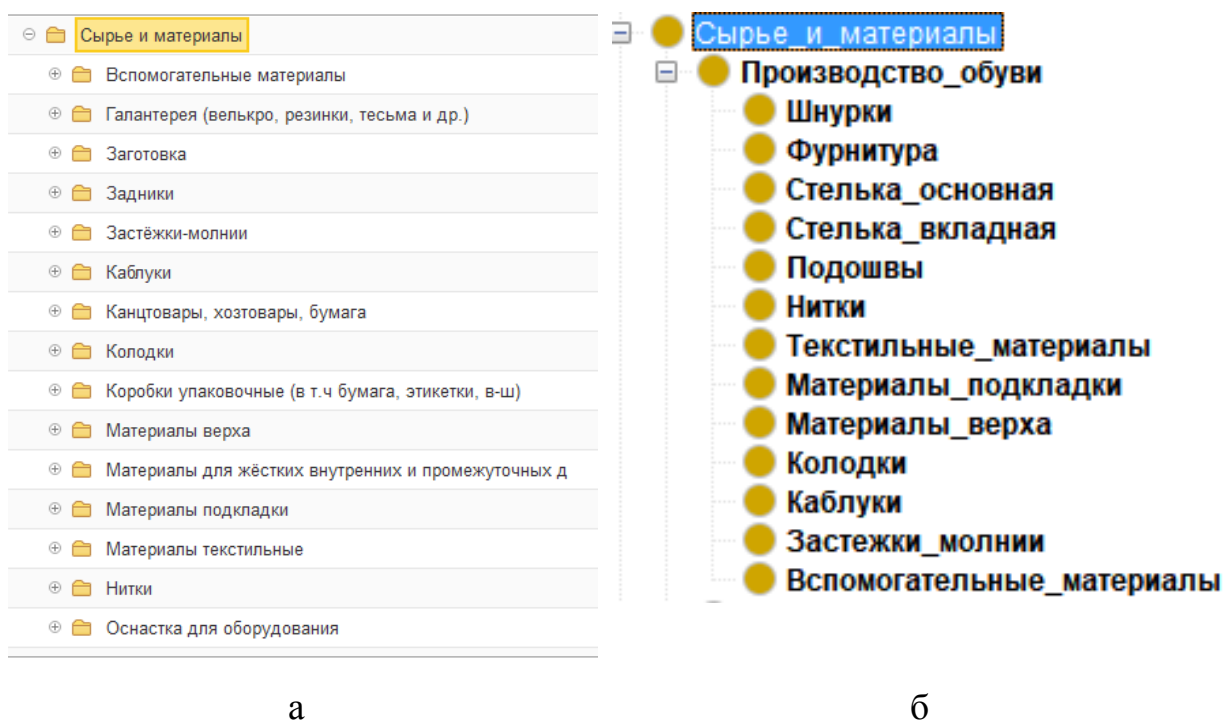 Сырье и материалы
Вспомогательные материалы
Галантерея (велькро, резинки, тесьма и др.)
Заготовка
Задники
Застёжки-молнии
Каблуки
Канцтовары, хозтовары, бумага
Колодки
Коробки упаковочные (в т.ч бумага, этикетки, в-ш)
Материалы верха
Материалы для жёстких внутренних и промежуточных д
Материалы подкладки
Материалы текстильные
Нитки
Оснастка для оборудования
а
Сырье_и_материалы
Производство_обуви
Шнурки
Фурнитура
Стелька_основная
Стелька_вкладная
Подошвы
Нитки
Текстильные_материалы
Материалы_подкладки
Материалы_верха
Колодки
Каблуки
Застежки_молнии
Вспомогательные_материалы
б